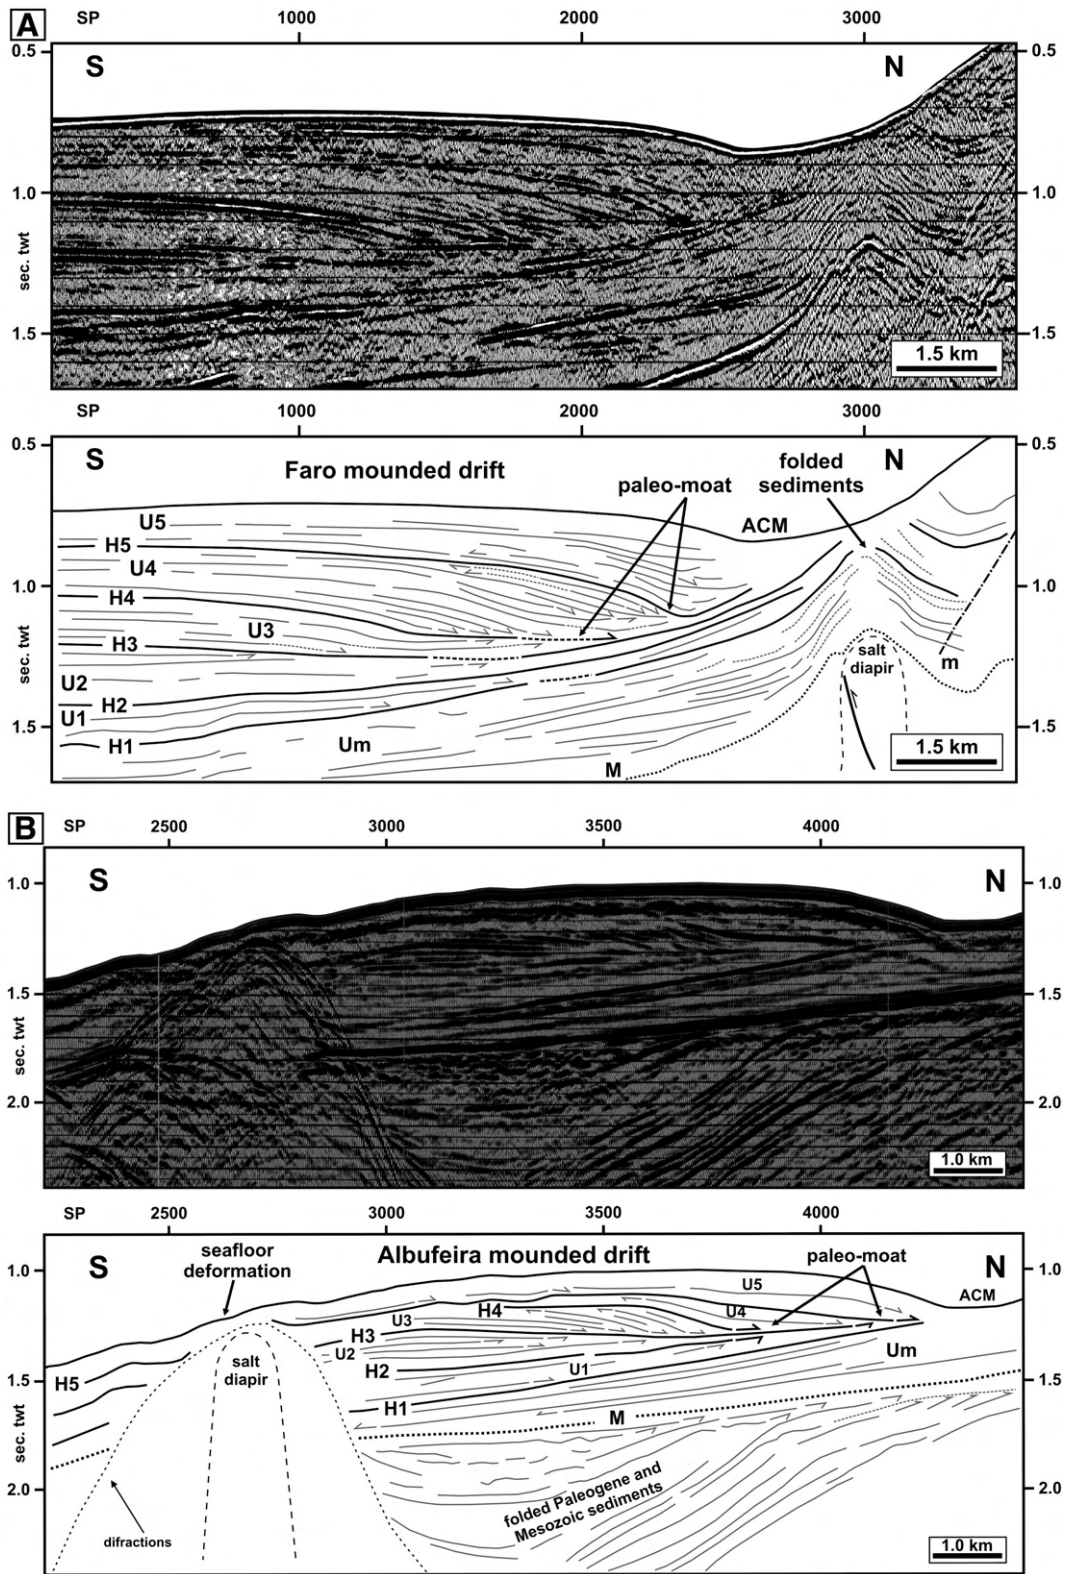 A
SP 1000 2000 3000
0.5 0.5
S N
1.0 1.0
sec. twt
1.5 1.5
1.5 km
SP 1000 2000 3000
0.5 0.5
S N
Faro mounded drift
folded
sediments
paleo-moat
ACM
U5
H5
U4
1.0 1.0
H4
U3
H3
sec. twt
salt
diapir
m
U2
H2
U1
H1
Um
M
1.5 1.5
1.5 km
B
SP 2500 3000 3500 4000
S N
1.0 1.0
1.5 1.5
sec. twt
2.0 2.0
1.0 km
SP 2500 3000 3500 4000
S N
seafloor
deformation
Albufeira mounded drift
paleo-moat
1.0 1.0
U5
ACM
H4
U4
U3
H3
U2
Um
salt
diapir
H2
U1
H5
1.5 1.5
H1
M
sec. twt
folded Paleogene and
Mesozoic sediments
2.0 2.0
difractions
1.0 km